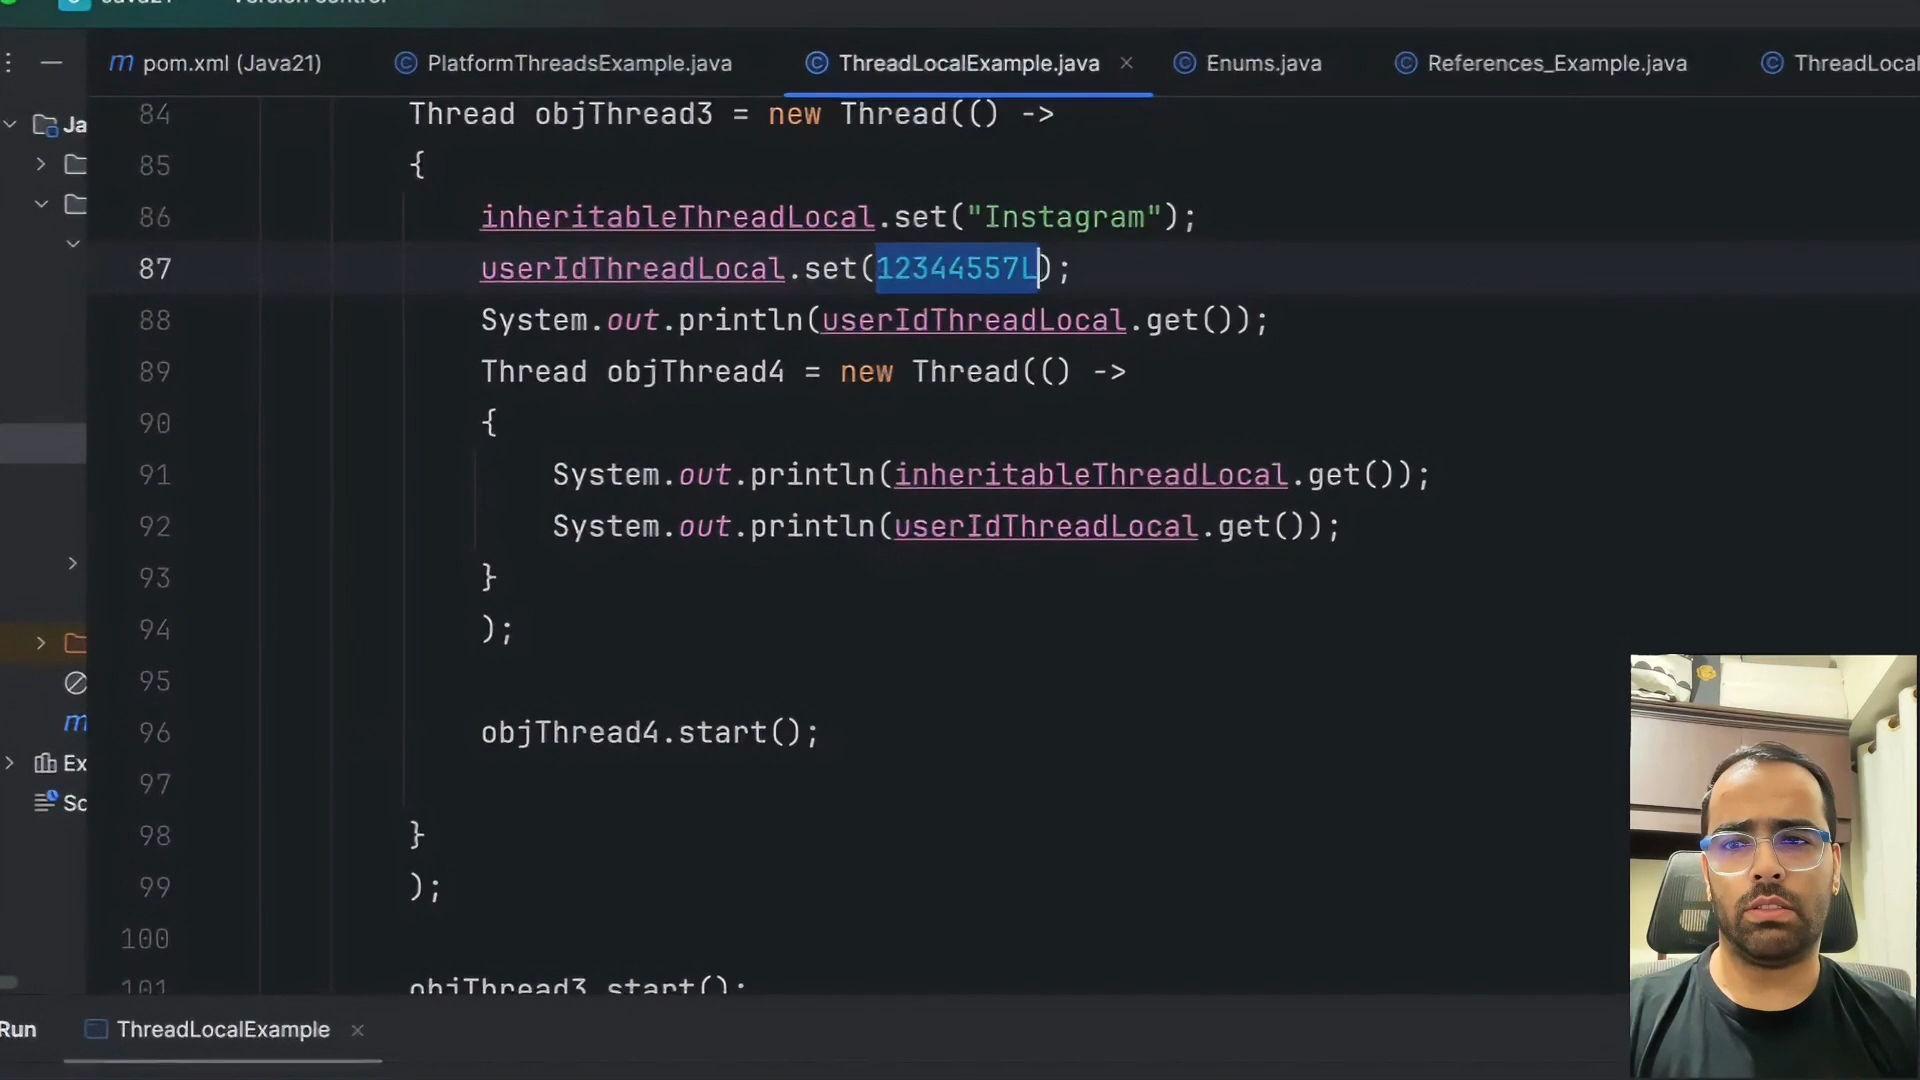 pom.xml (Java21) PlatformThreadsExample.java ThreadLocalExample.java Enums.java References_Example.java ThreadLocal
84 Thread objThread3 = new Thread(() ->
85 {
86 inheritableThreadLocal.set("Instagram");
87 userIdThreadLocal.set(12344557L);
88 System.out.println(userIdThreadLocal.get());
89 Thread objThread4 = new Thread(() ->
90 {
91 System.out.println(inheritableThreadLocal.get());
92 System.out.println(userIdThreadLocal.get());
93 }
94 );
95
96 objThread4.start();
97
98 }
99 );
100
101 objThread3.start();
Ja
m
Ex
Sc
Run ThreadLocalExample